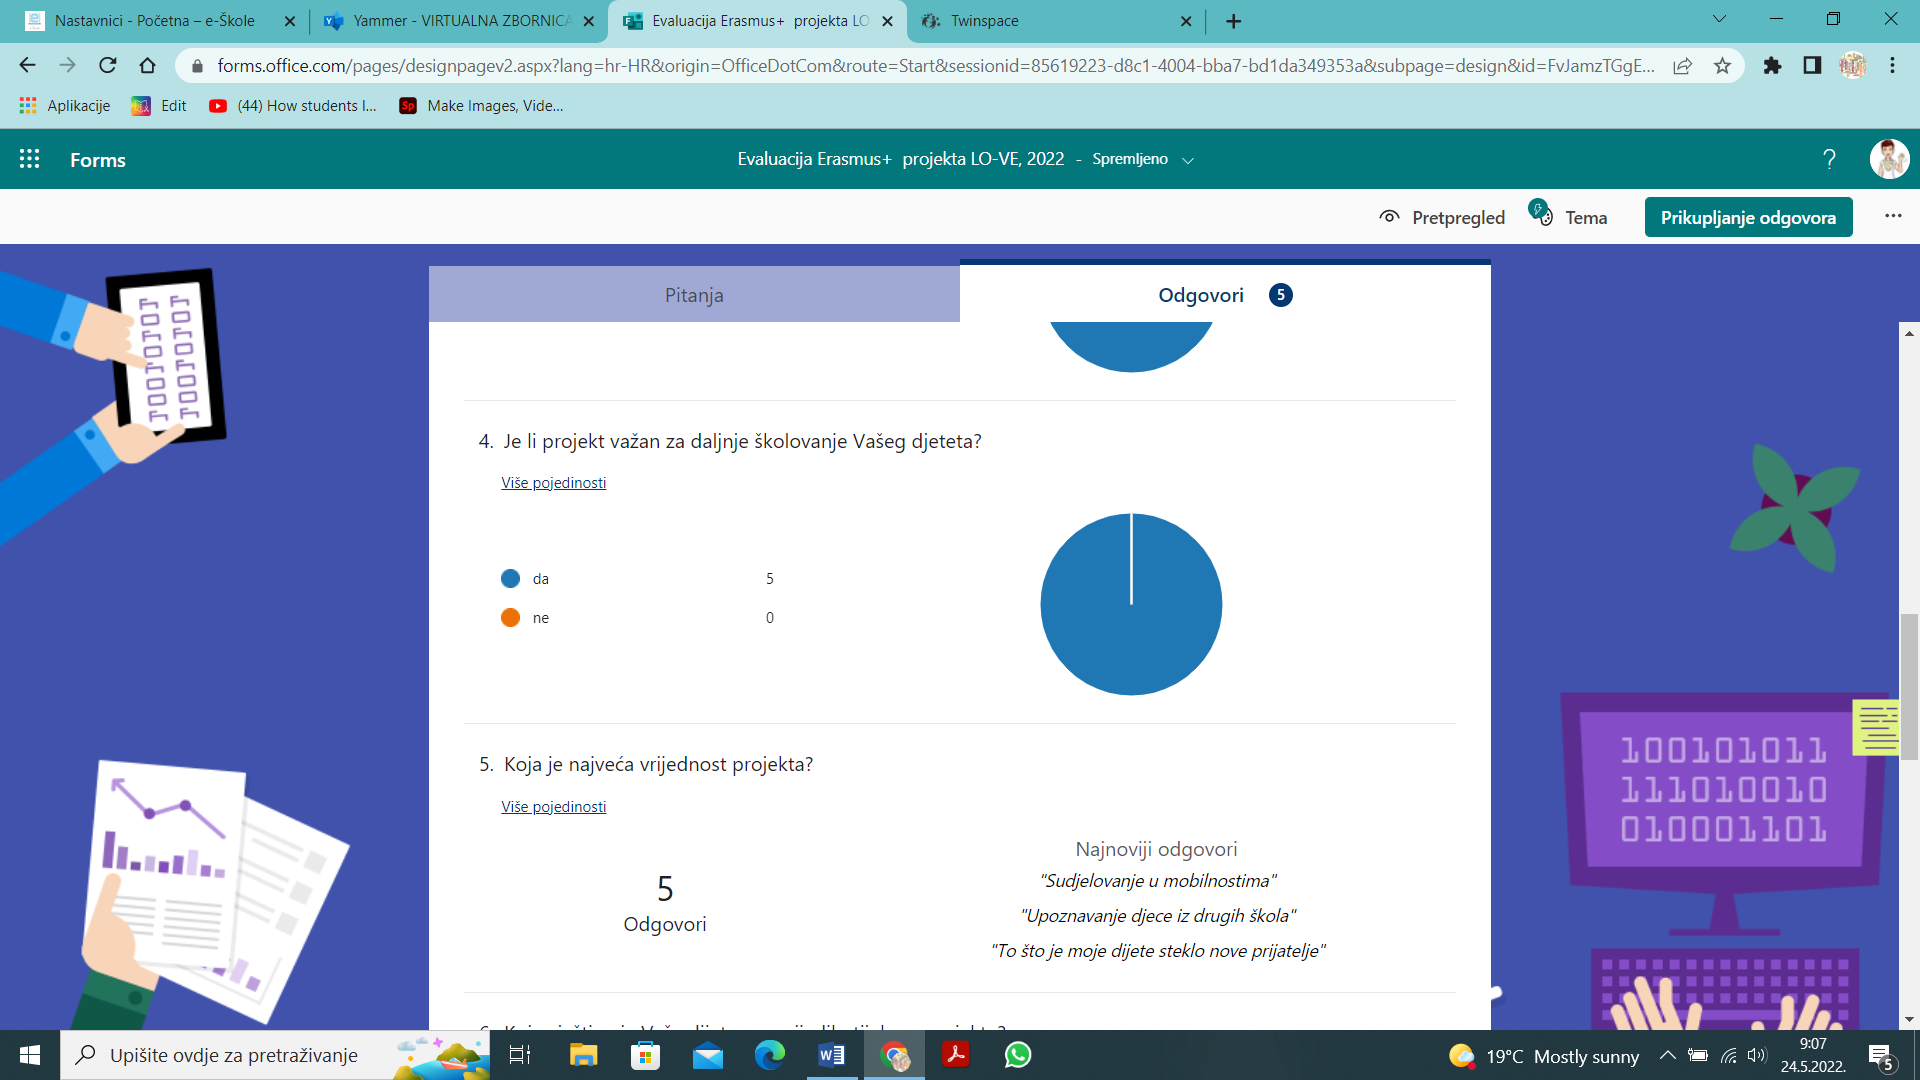 Nastavnici - Početna – e-Škole
Yammer - VIRTUALNA ZBORNICA
Evaluacija Erasmus+ projekta LO
Twinspace
forms.office.com/pages/designpagev2.aspx?lang=hr-HR&origin=OfficeDotCom&route=Start&sessionid=85619223-d8c1-4004-bba7-bd1da349353a&subpage=design&id=FvJamzTGgE...
Aplikacije
Edit
(44) How students l...
Sp
Make Images, Vide...
Forms
Evaluacija Erasmus+ projekta LO-VE, 2022 - Spremljeno
?
Pretpregled
Tema
Prikupljanje odgovora
Pitanja
Odgovori 5
4. Je li projekt važan za daljnje školovanje Vašeg djeteta?
Više pojedinosti
da 5
ne 0
5. Koja je najveća vrijednost projekta?
Više pojedinosti
5
Odgovori
Najnoviji odgovori
"Sudjelovanje u mobilnostima"
"Upoznavanje djece iz drugih škola"
"To što je moje dijete steklo nove prijatelje"
100101011
111010010
010001101
Upišite ovdje za pretraživanje
19°C Mostly sunny
9:07
24.5.2022.
5